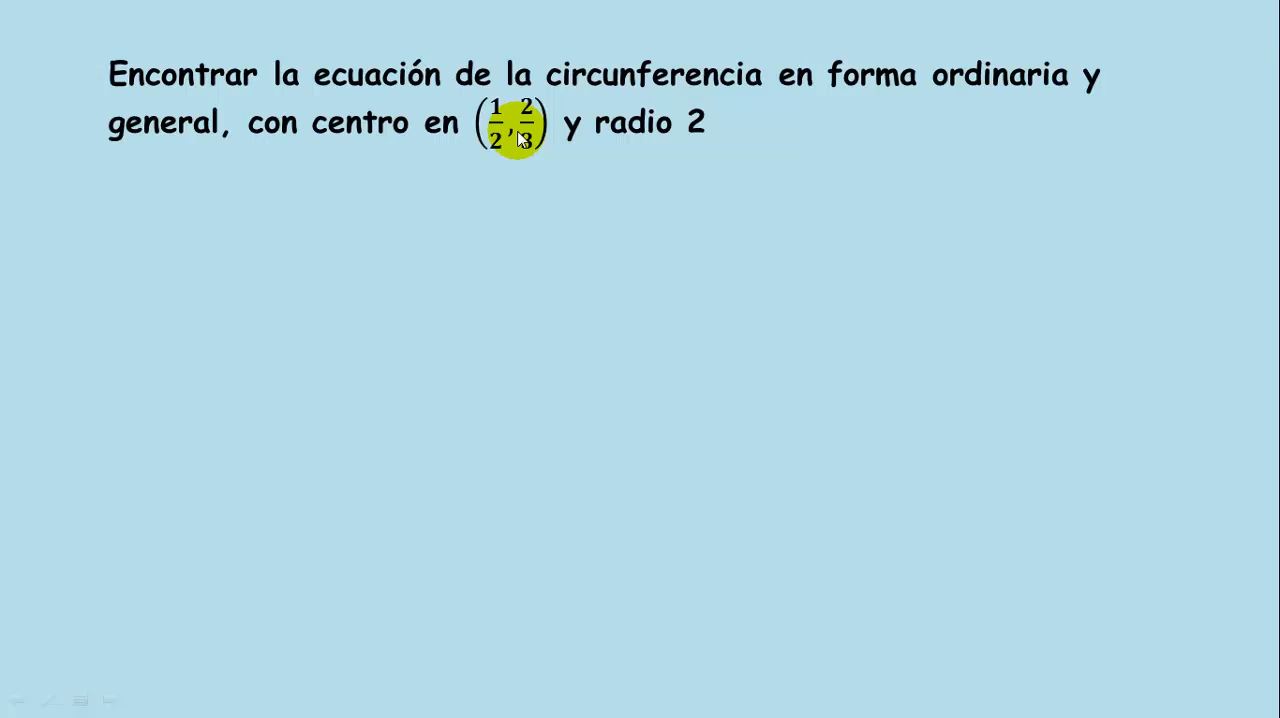 Encontrar la ecuación de la circunferencia en forma ordinaria y
general, con centro en (1/2, 2/3) y radio 2